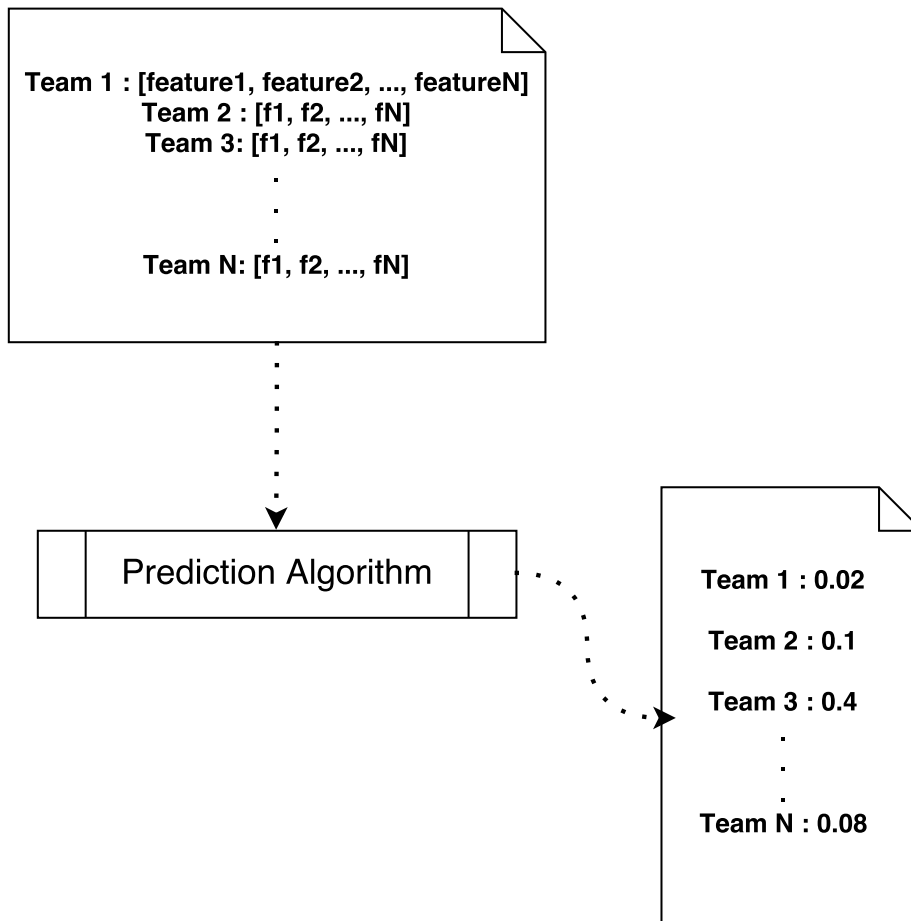 Team 1 : [feature1, feature2, ..., featureN]
Team 2 : [f1, f2, ..., fN]
Team 3: [f1, f2, ..., fN]
.
.
.
Team N: [f1, f2, ..., fN]
Prediction Algorithm
Team 1 : 0.02
Team 2 : 0.1
Team 3 : 0.4
.
.
.
Team N : 0.08